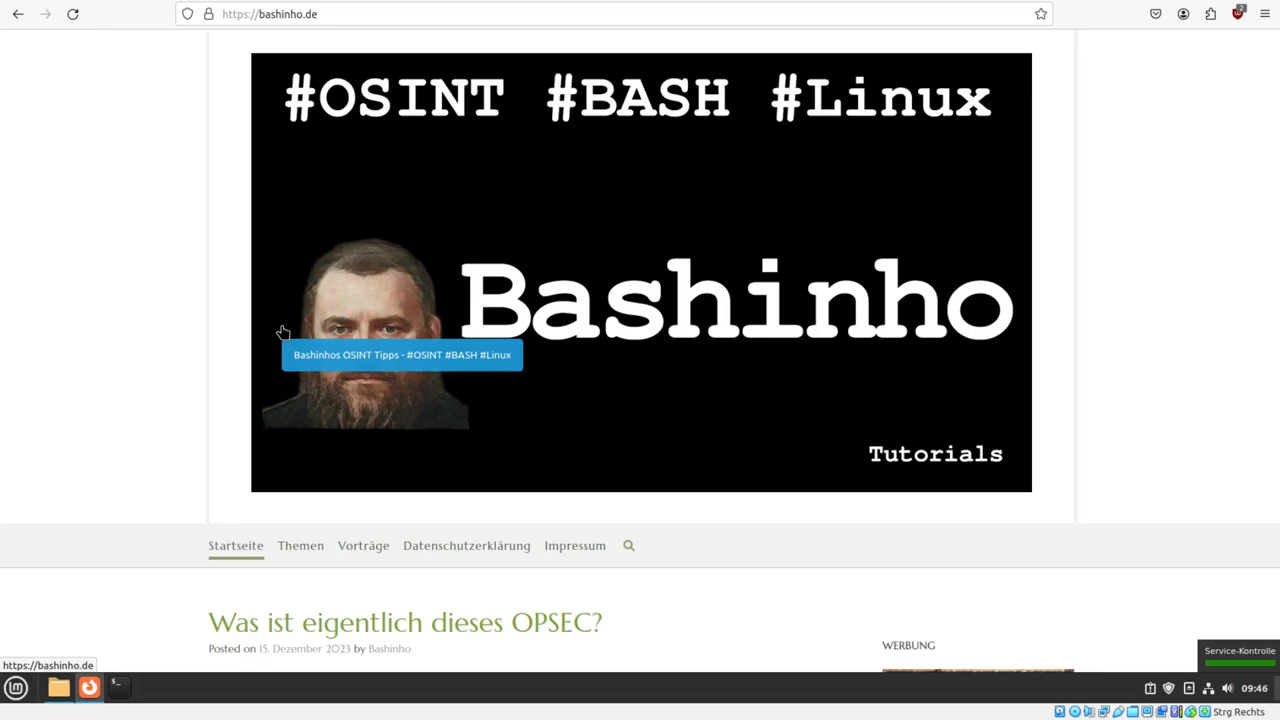 https://bashinho.de
2
#OSINT #BASH #Linux
Bashinho
Bashinhos OSINT Tipps - #OSINT #BASH #Linux
Tutorials
Startseite Themen Vorträge Datenschutzerklärung Impressum
Was ist eigentlich dieses OPSEC?
Posted on 15. Dezember 2023 by Bashinho
WERBUNG
Service-Kontrolle
https://bashinho.de
09:46
Strg Rechts